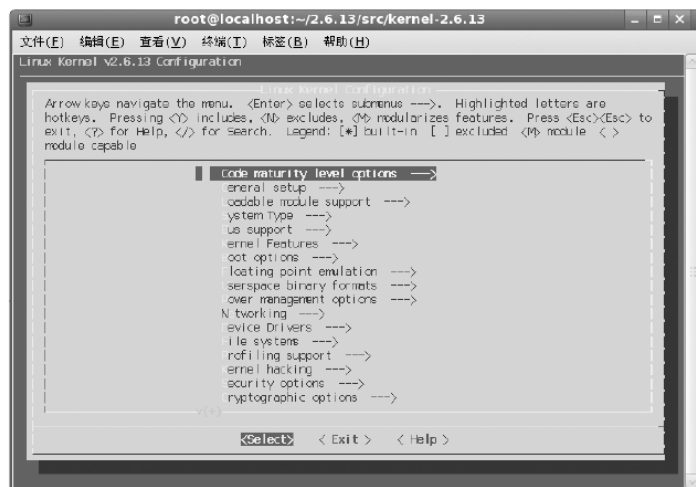 root@localhost:~/2.6.13/src/kernel-2.6.13
文件(F) 编辑(E) 查看(V) 终端(T) 标签(B) 帮助(H)
Linux Kernel v2.6.13 Configuration
Linux Kernel Configuration
Arrow keys navigate the menu. <Enter> selects submenus --->. Highlighted letters are
hotkeys. Pressing <Y> includes, <N> excludes, <M> modularizes features. Press <Esc><Esc> to
exit, <?> for Help, </> for Search. Legend: [*] built-in [ ] excluded <M> module < >
module capable
Code maturity level options --->
eneral setup --->
oadable module support --->
ystem Type --->
us support --->
ernel Features --->
oot options --->
loating point emulation --->
serspace binary formats --->
ower management options --->
N tworking --->
evice Drivers --->
ile systems --->
rofiling support --->
ernel hacking --->
ecurity options --->
ryptographic options --->
v(+)
<Select> < Exit > < Help >